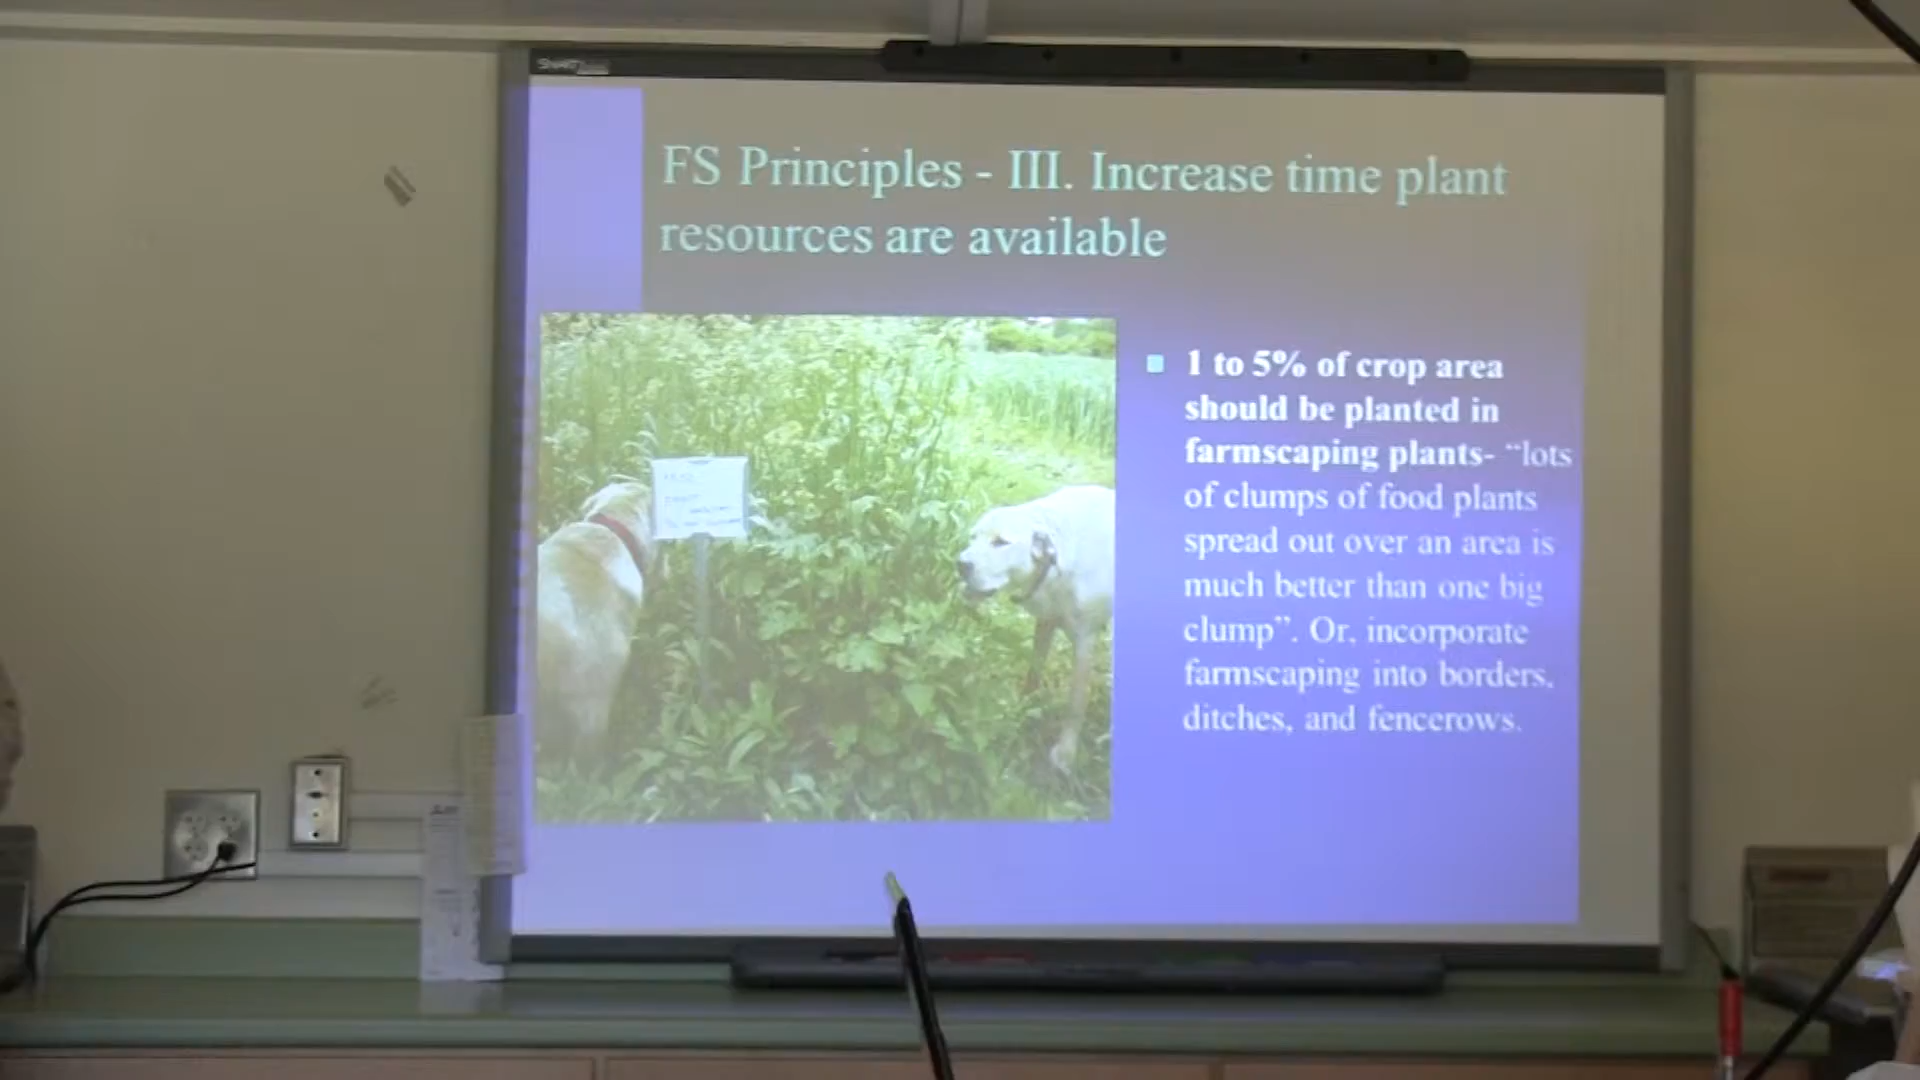 SMART
FS Principles - III. Increase time plant
resources are available
1 to 5% of crop area
should be planted in
farmscaping plants- “lots
of clumps of food plants
spread out over an area is
much better than one big
clump”. Or, incorporate
farmscaping into borders,
ditches, and fencerows.